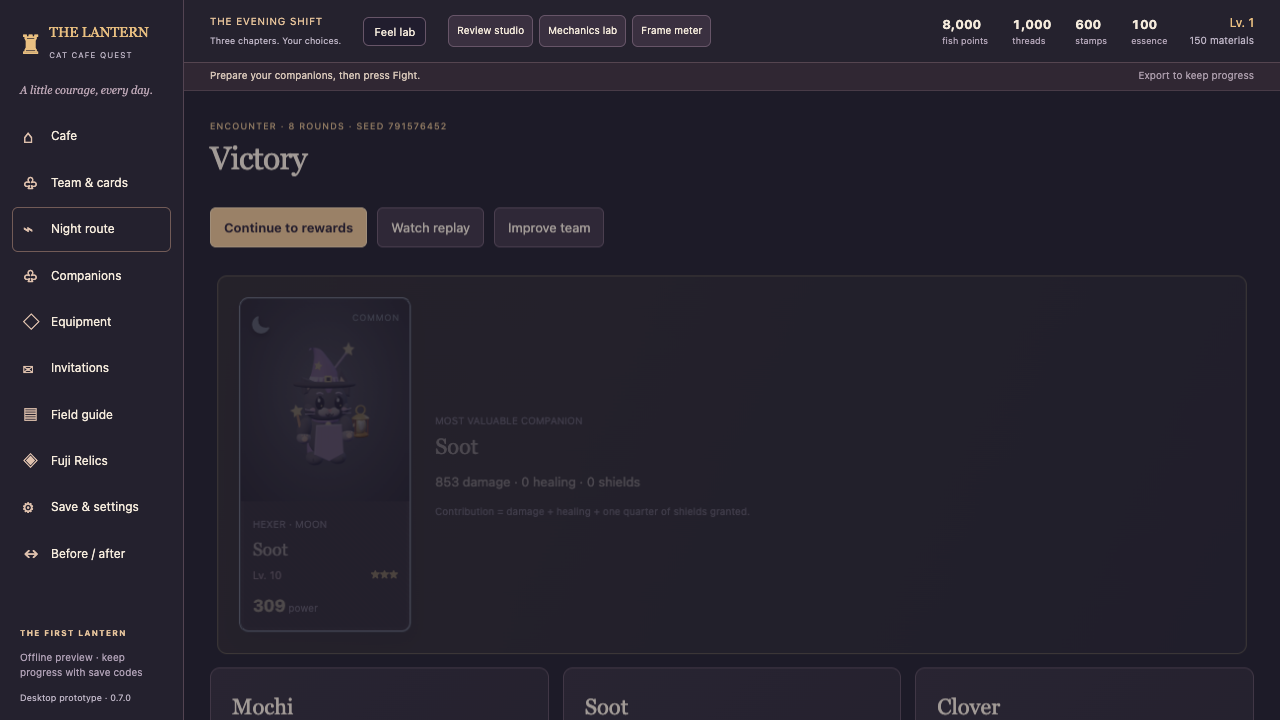 THE LANTERN
CAT CAFE QUEST
A little courage, every day.
Cafe
Team & cards
Night route
Companions
Equipment
Invitations
Field guide
Fuji Relics
Save & settings
Before / after
THE FIRST LANTERN
Offline preview · keep
progress with save codes
Desktop prototype · 0.7.0
THE EVENING SHIFT
Three chapters. Your choices.
Feel lab
Review studio
Mechanics lab
Frame meter
8,000
fish points
1,000
threads
600
stamps
100
essence
Lv. 1
150 materials
Prepare your companions, then press Fight.
Export to keep progress
ENCOUNTER · 8 ROUNDS · SEED 791576452
Victory
Continue to rewards
Watch replay
Improve team
COMMON
HEXER · MOON
Soot
Lv. 10
★★★
309 power
MOST VALUABLE COMPANION
Soot
853 damage · 0 healing · 0 shields
Contribution = damage + healing + one quarter of shields granted.
Mochi
Soot
Clover